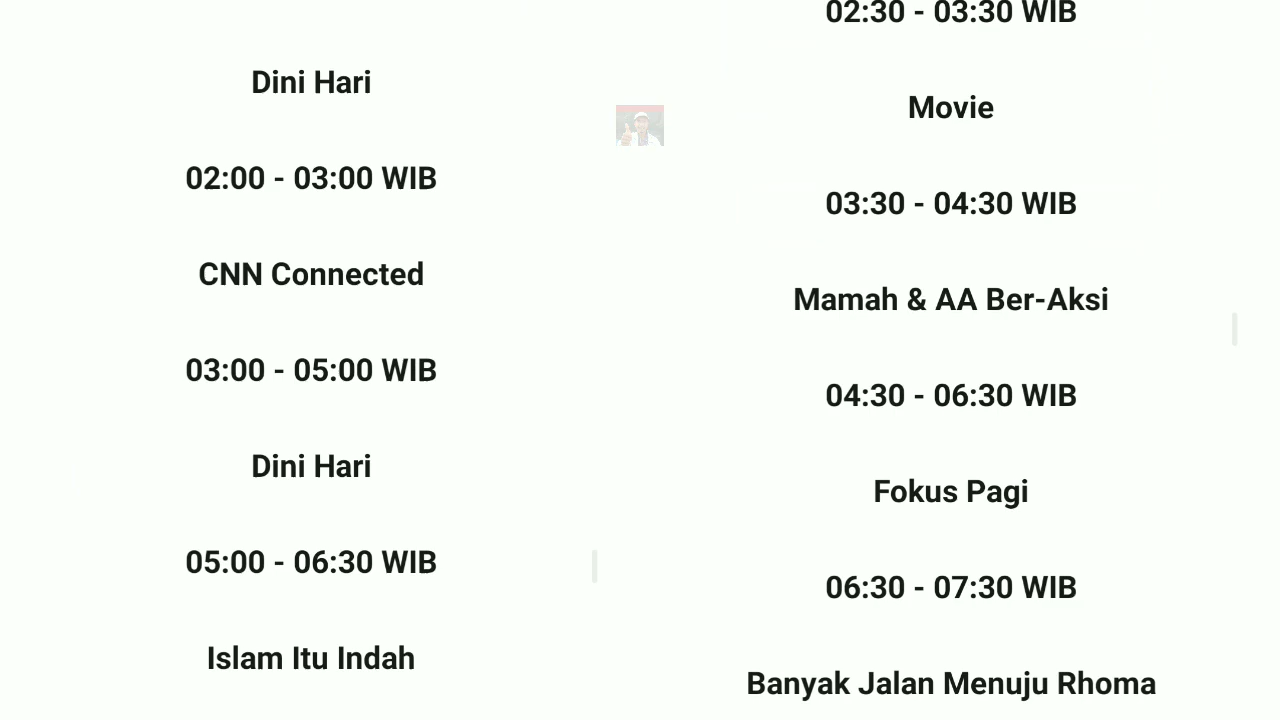 Dini Hari
02:00 - 03:00 WIB
CNN Connected
03:00 - 05:00 WIB
Dini Hari
05:00 - 06:30 WIB
Islam Itu Indah
02:30 - 03:30 WIB
Movie
03:30 - 04:30 WIB
Mamah & AA Ber-Aksi
04:30 - 06:30 WIB
Fokus Pagi
06:30 - 07:30 WIB
Banyak Jalan Menuju Rhoma